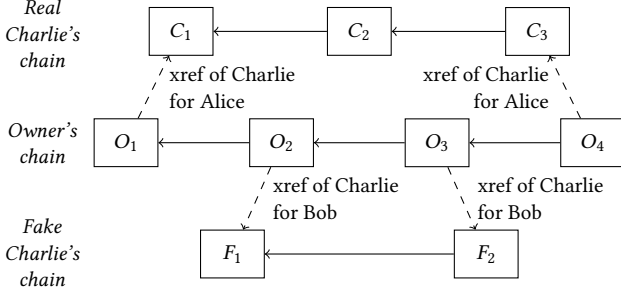 Real
Charlie's
chain
C1
C2
C3
xref of Charlie
for Alice
xref of Charlie
for Alice
Owner's
chain
O1
O2
O3
O4
xref of Charlie
for Bob
xref of Charlie
for Bob
Fake
Charlie's
chain
F1
F2